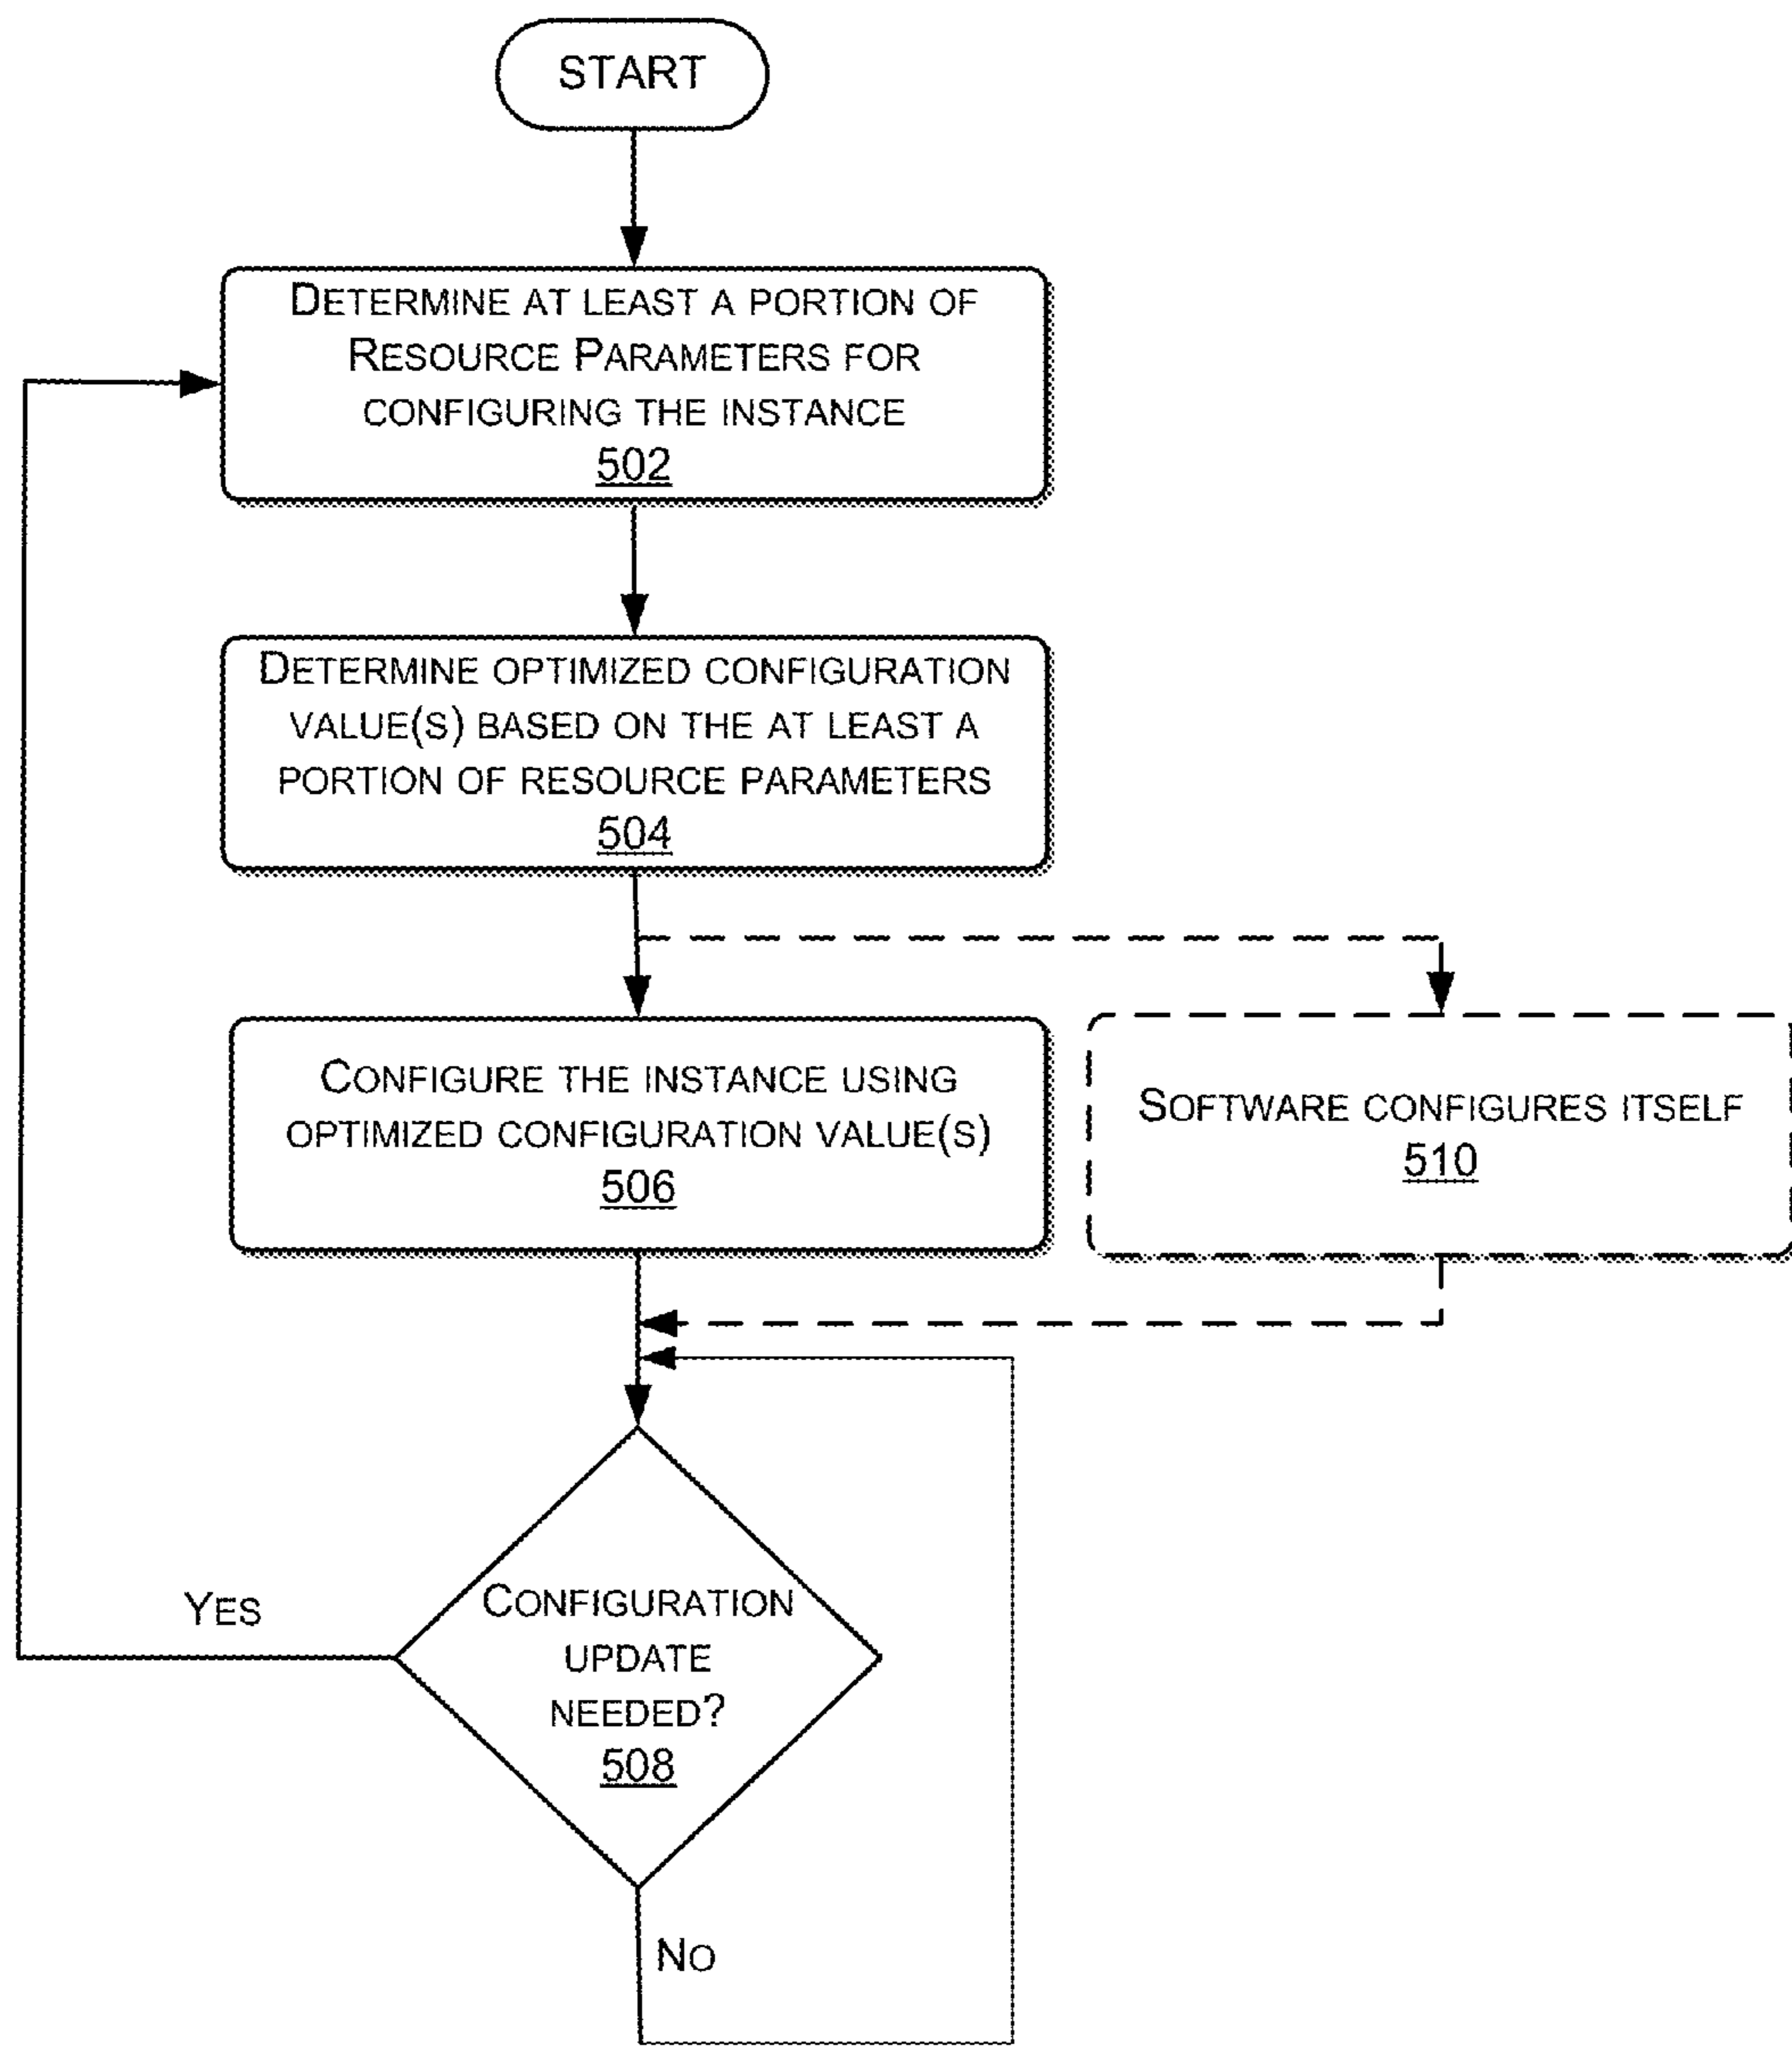 START
DETERMINE AT LEAST A PORTION OF
RESOURCE PARAMETERS FOR
CONFIGURING THE INSTANCE
502
DETERMINE OPTIMIZED CONFIGURATION
VALUE(S) BASED ON THE AT LEAST A
PORTION OF RESOURCE PARAMETERS
504
CONFIGURE THE INSTANCE USING
OPTIMIZED CONFIGURATION VALUE(S)
506
SOFTWARE CONFIGURES ITSELF
510
CONFIGURATION
UPDATE
NEEDED?
508
YES
NO